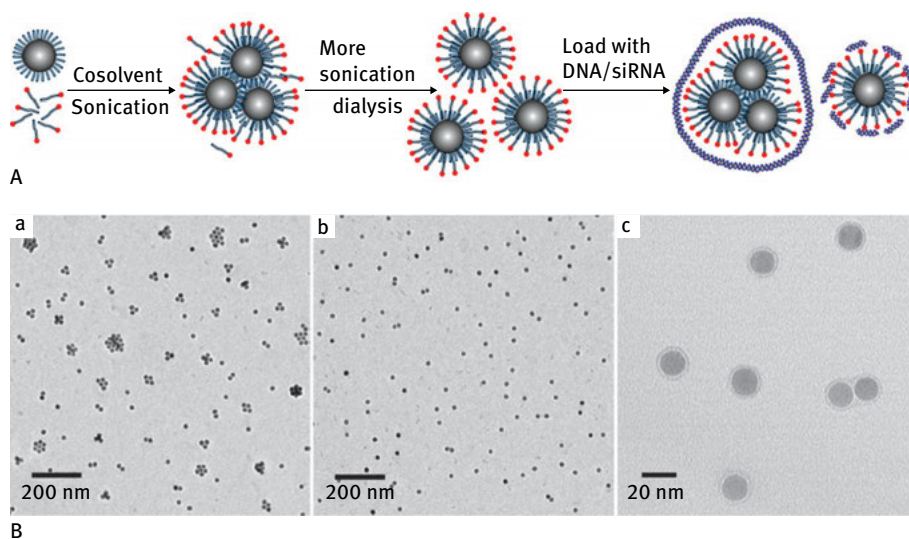 Cosolvent
Sonication
More
sonication
dialysis
Load with
DNA/siRNA
A
a
b
c
200 nm
200 nm
20 nm
B